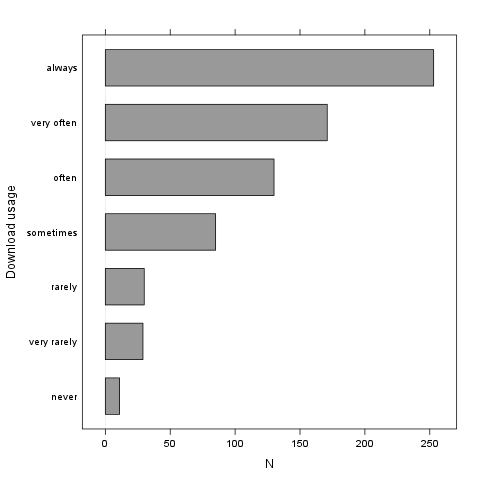 always
very often
often
sometimes
rarely
very rarely
never
Download usage
0 50 100 150 200 250
N